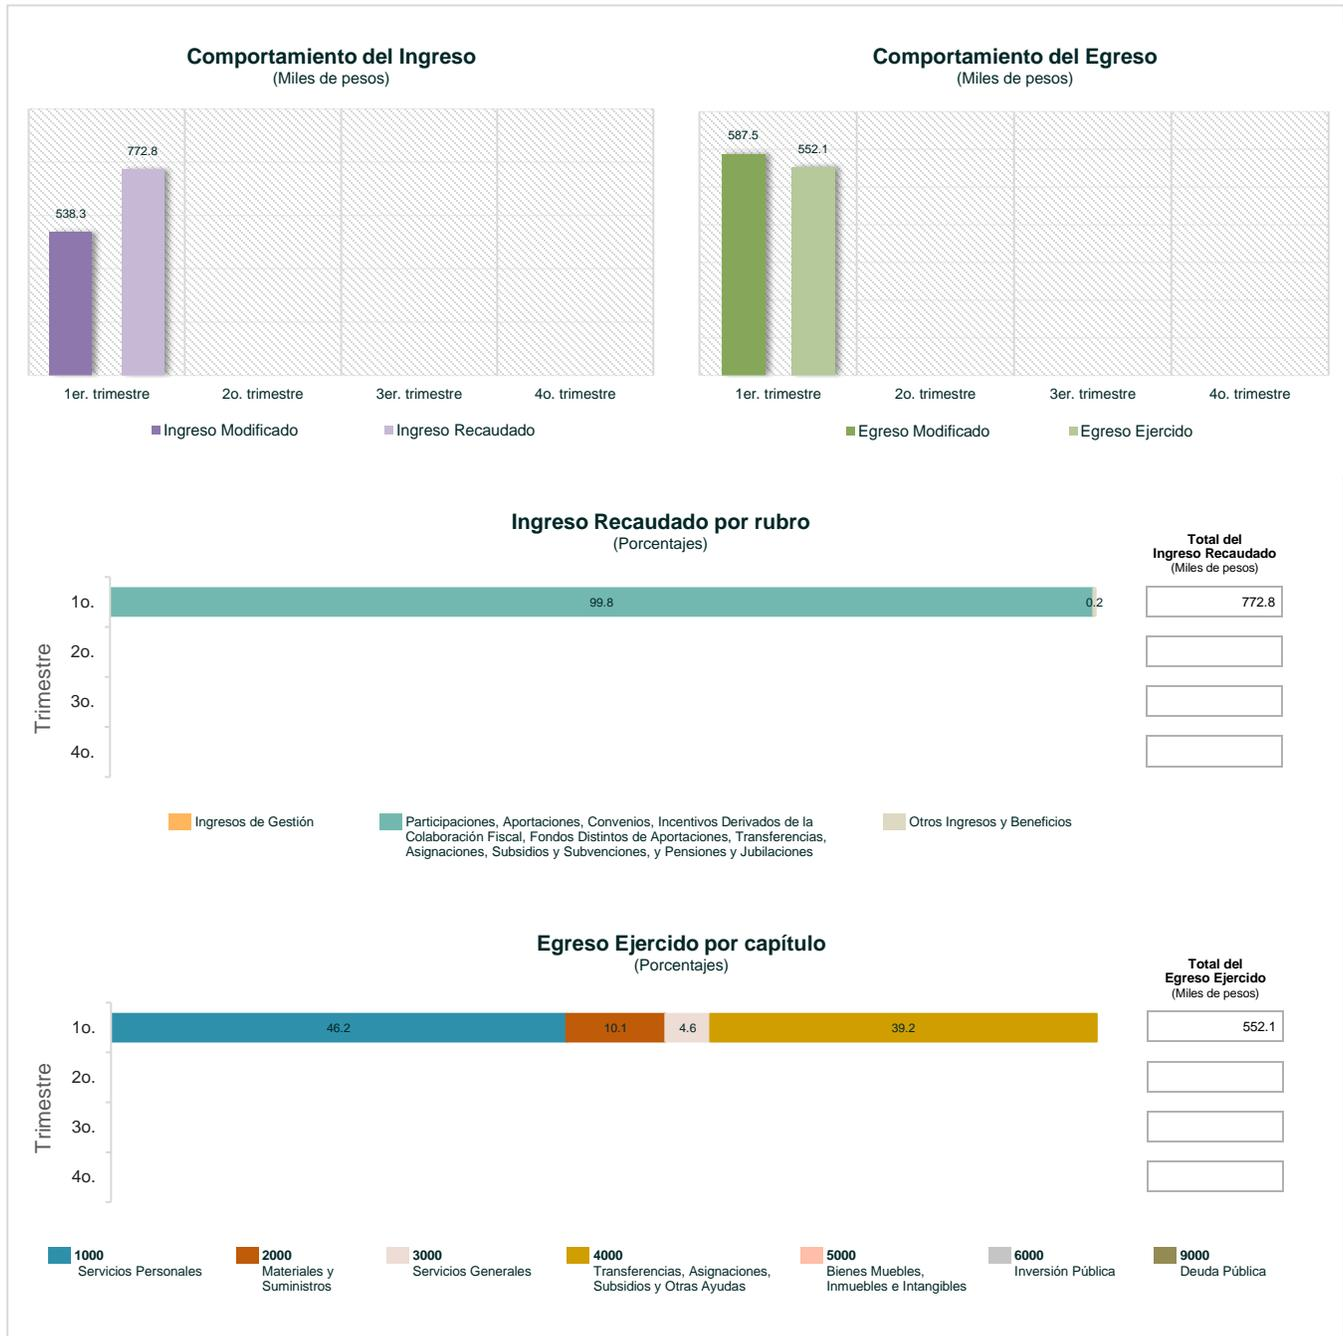 Comportamiento del Ingreso
(Miles de pesos)
772.8
538.3
1er. trimestre
2o. trimestre
3er. trimestre
4o. trimestre
Ingreso Modificado
Ingreso Recaudado
Comportamiento del Egreso
(Miles de pesos)
587.5
552.1
1er. trimestre
2o. trimestre
3er. trimestre
4o. trimestre
Egreso Modificado
Egreso Ejercido
Ingreso Recaudado por rubro
(Porcentajes)
Total del
Ingreso Recaudado
(Miles de pesos)
Trimestre
1o.
99.8
0.2
772.8
2o.
3o.
4o.
Ingresos de Gestión
Participaciones, Aportaciones, Convenios, Incentivos Derivados de la
Colaboración Fiscal, Fondos Distintos de Aportaciones, Transferencias,
Asignaciones, Subsidios y Subvenciones, y Pensiones y Jubilaciones
Otros Ingresos y Beneficios
Egreso Ejercido por capítulo
(Porcentajes)
Total del
Egreso Ejercido
(Miles de pesos)
Trimestre
1o.
46.2
10.1
4.6
39.2
552.1
2o.
3o.
4o.
1000
Servicios Personales
2000
Materiales y
Suministros
3000
Servicios Generales
4000
Transferencias, Asignaciones,
Subsidios y Otras Ayudas
5000
Bienes Muebles,
Inmuebles e Intangibles
6000
Inversión Pública
9000
Deuda Pública